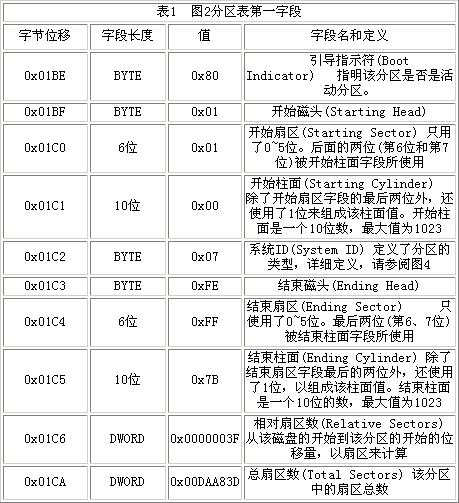 表1 图2分区表第一字段
字节位移 字段长度 值 字段名和定义
0x01BE BYTE 0x80 引导指示符(Boot
Indicator) 指明该分区是否是活
动分区。
0x01BF BYTE 0x01 开始磁头(Starting Head)
0x01C0 6位 0x01 开始扇区(Starting Sector) 只用
了0~5位。后面的两位(第6位和第7
位)被开始柱面字段所使用
0x01C1 10位 0x00 开始柱面(Starting Cylinder)
除了开始扇区字段的最后两位外，还
使用了1位来组成该柱面值。开始柱
面是一个10位数，最大值为1023
0x01C2 BYTE 0x07 系统ID(System ID) 定义了分区的
类型，详细定义，请参阅图4
0x01C3 BYTE 0xFE 结束磁头(Ending Head)
0x01C4 6位 0xFF 结束扇区(Ending Sector) 只
使用了0~5位。最后两位(第6、7位)
被结束柱面字段所使用
0x01C5 10位 0x7B 结束柱面(Ending Cylinder) 除了
结束扇区字段最后的两位外，还使用
了1位，以组成该柱面值。结束柱面
是一个10位的数，最大值为1023
0x01C6 DWORD 0x0000003F 相对扇区数(Relative Sectors)
从该磁盘的开始到该分区的开始的位
移量，以扇区来计算
0x01CA DWORD 0x00DAA83D 总扇区数(Total Sectors) 该分区
中的扇区总数